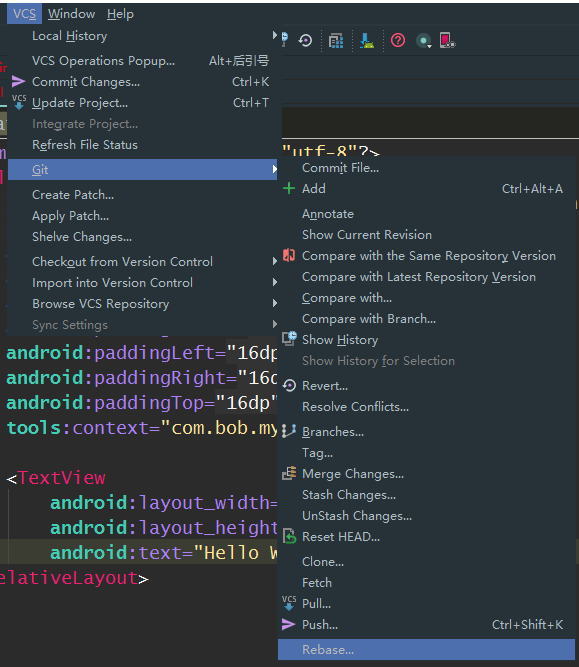 VCS Window Help
Local History
VCS Operations Popup... Alt+后引号
Commit Changes... Ctrl+K
VCS Update Project... Ctrl+T
Integrate Project...
Refresh File Status
Git
Create Patch...
Apply Patch...
Shelve Changes...
Checkout from Version Control
Import into Version Control
Browse VCS Repository
Sync Settings
"utf-8"?>
Commit File...
Add Ctrl+Alt+A
Annotate
Show Current Revision
Compare with the Same Repository Version
Compare with Latest Repository Version
Compare with...
Compare with Branch...
Show History
Show History for Selection
Revert...
Resolve Conflicts...
Branches...
Tag...
Merge Changes...
Stash Changes...
UnStash Changes...
Reset HEAD...
Clone...
Fetch
VCS Pull...
Push... Ctrl+Shift+K
Rebase...
android:paddingLeft="16dp
android:paddingRight="16d
android:paddingTop="16dp"
tools:context="com.bob.my
<TextView
android:layout_width=
android:layout_height
android:text="Hello W
elativeLayout>